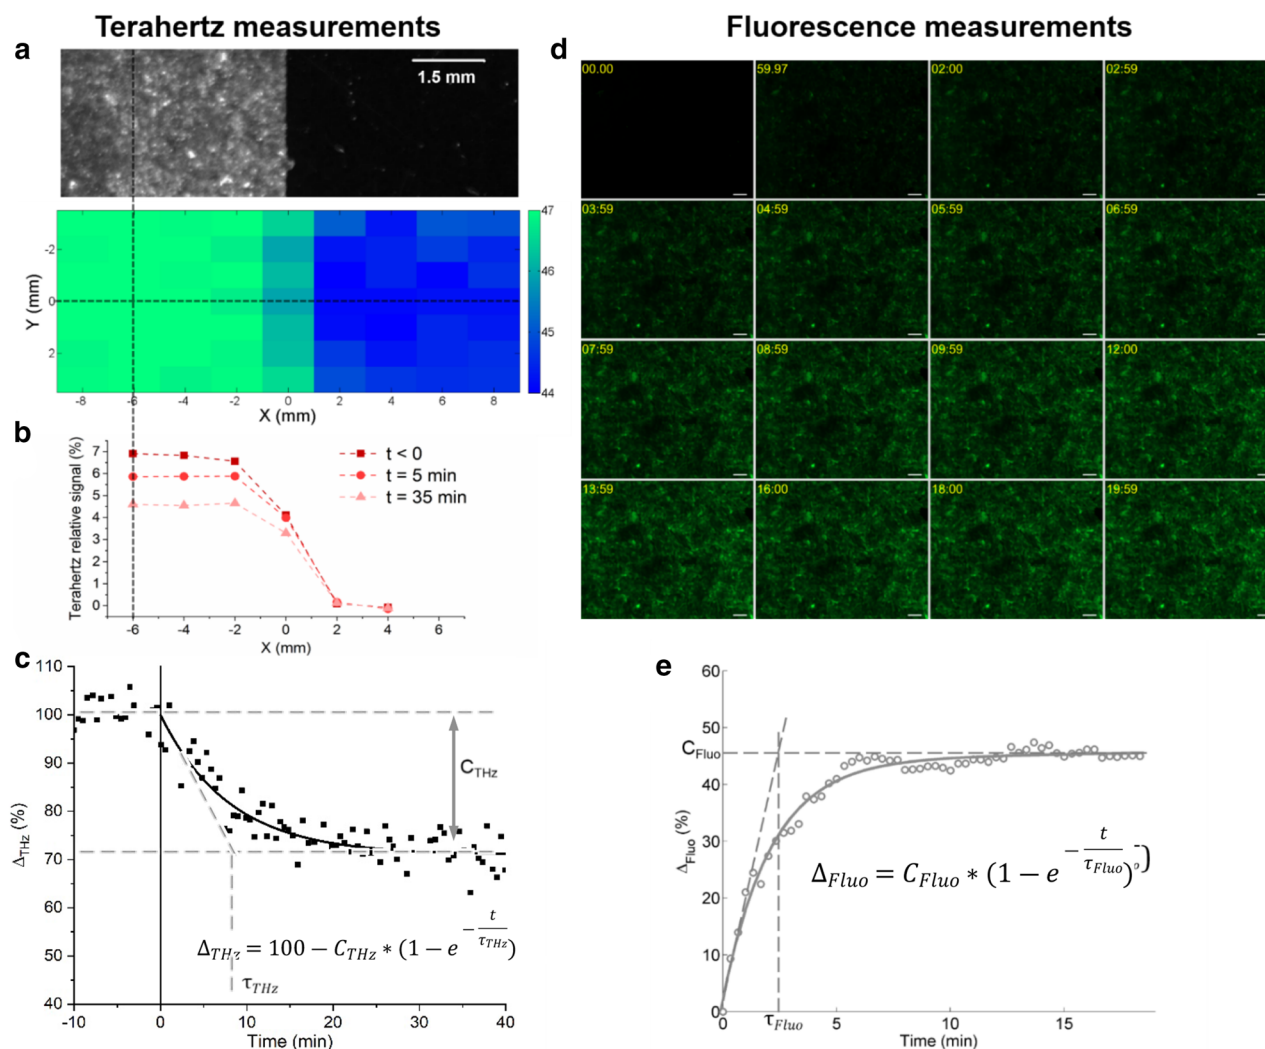 Terahertz measurements
Fluorescence measurements
a
1.5 mm
Y (mm)
-2
0
2
-8 -6 -4 -2 0 2 4 6 8
X (mm)
47
46
45
44
b
Terahertz relative signal (%)
7
6
5
4
3
2
1
0
t < 0
t = 5 min
t = 35 min
-6 -4 -2 0 2 4 6
X (mm)
c
Δ_THz (%)
110
100
90
80
70
60
50
40
C_THz
Δ_THz = 100 − C_THz ∗ (1 − e^(−t/τ_THz))
τ_THz
-10 0 10 20 30 40
Time (min)
d
00.00 59.97 02:00 02:59
03:59 04:59 05:59 06:59
07:59 08:59 09:59 12:00
13:59 16:00 18:00 19:59
e
Δ_Fluo (%)
60
50
C_Fluo
40
30
20
10
0
Δ_Fluo = C_Fluo ∗ (1 − e^(−t/τ_Fluo))
0 τ_Fluo 5 10 15
Time (min)